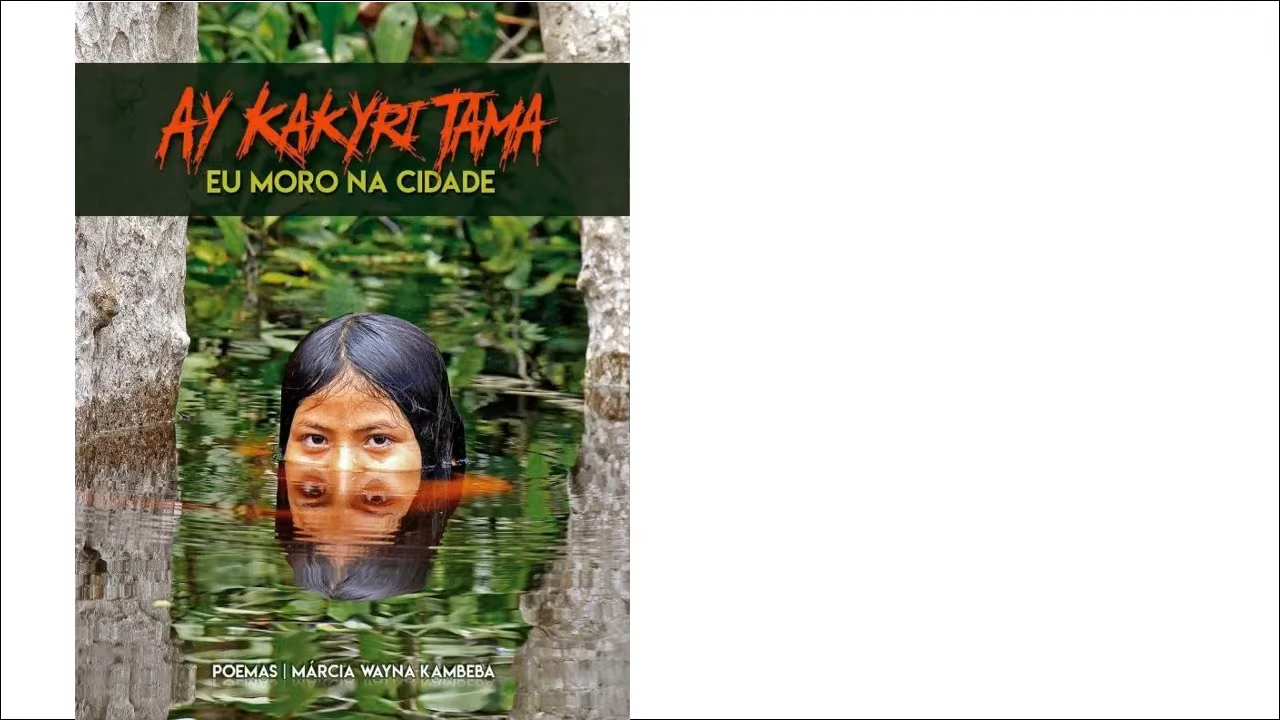 AY KAKYRI TAMA
EU MORO NA CIDADE
POEMAS | MÁRCIA WAYNA KAMBEBA